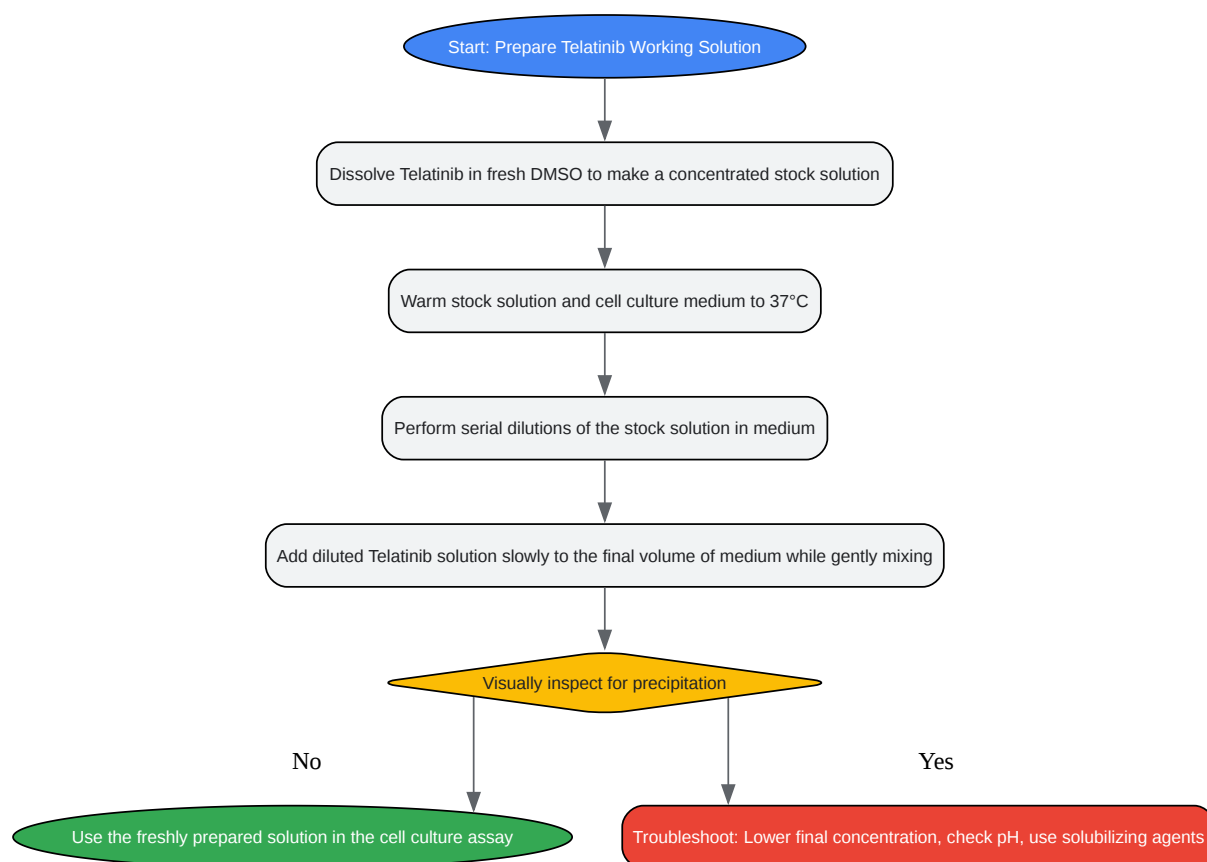 Start: Prepare Telatinib Working Solution
Dissolve Telatinib in fresh DMSO to make a concentrated stock solution
Warm stock solution and cell culture medium to 37°C
Perform serial dilutions of the stock solution in medium
Add diluted Telatinib solution slowly to the final volume of medium while gently mixing
Visually inspect for precipitation
No
Yes
Use the freshly prepared solution in the cell culture assay
Troubleshoot: Lower final concentration, check pH, use solubilizing agents